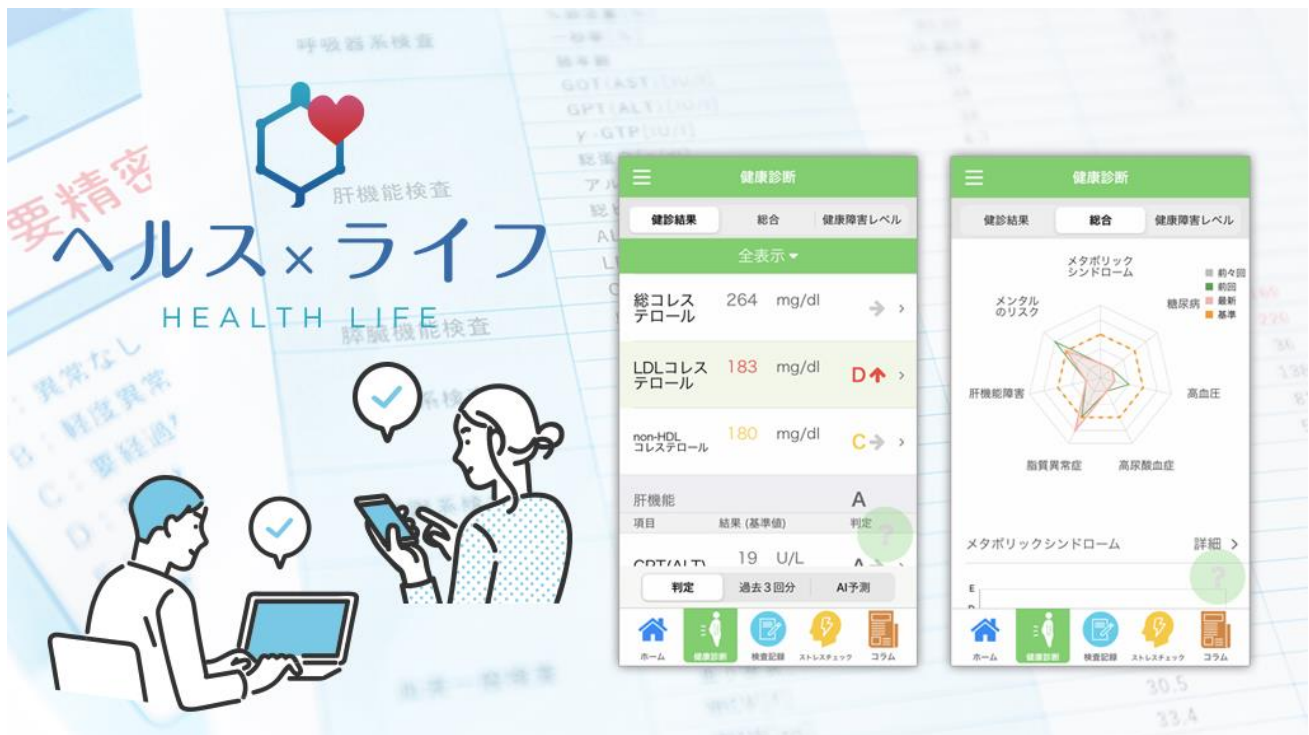 呼吸器系検査
GOT(AST)[IU/l]
GPT(ALT)[IU/l]
γ-GTP[IU/l]
要精密
肝機能検査
ヘルス×ライフ
HEALTH LIFE
膵臓機能検査
異常なし
B：軽度異常
C：要経過
D：
健康診断
健診結果
総合
健康障害レベル
全表示
総コレス
テロール
264 mg/dl
LDLコレス
テロール
183 mg/dl
D
non-HDL
コレステロール
180 mg/dl
C
肝機能
A
項目
結果 (基準値)
判定
?
GPT(ALT)
19 U/L
A
判定
過去3回分
AI予測
ホーム
健康診断
検査記録
ストレスチェック
コラム
健康診断
健診結果
総合
健康障害レベル
メタボリック
シンドローム
前々回
前回
最新
基準
メンタル
のリスク
糖尿病
肝機能障害
高血圧
脂質異常症
高尿酸血症
メタボリックシンドローム
詳細
?
E
ホーム
健康診断
検査記録
ストレスチェック
コラム
30.5
33.4